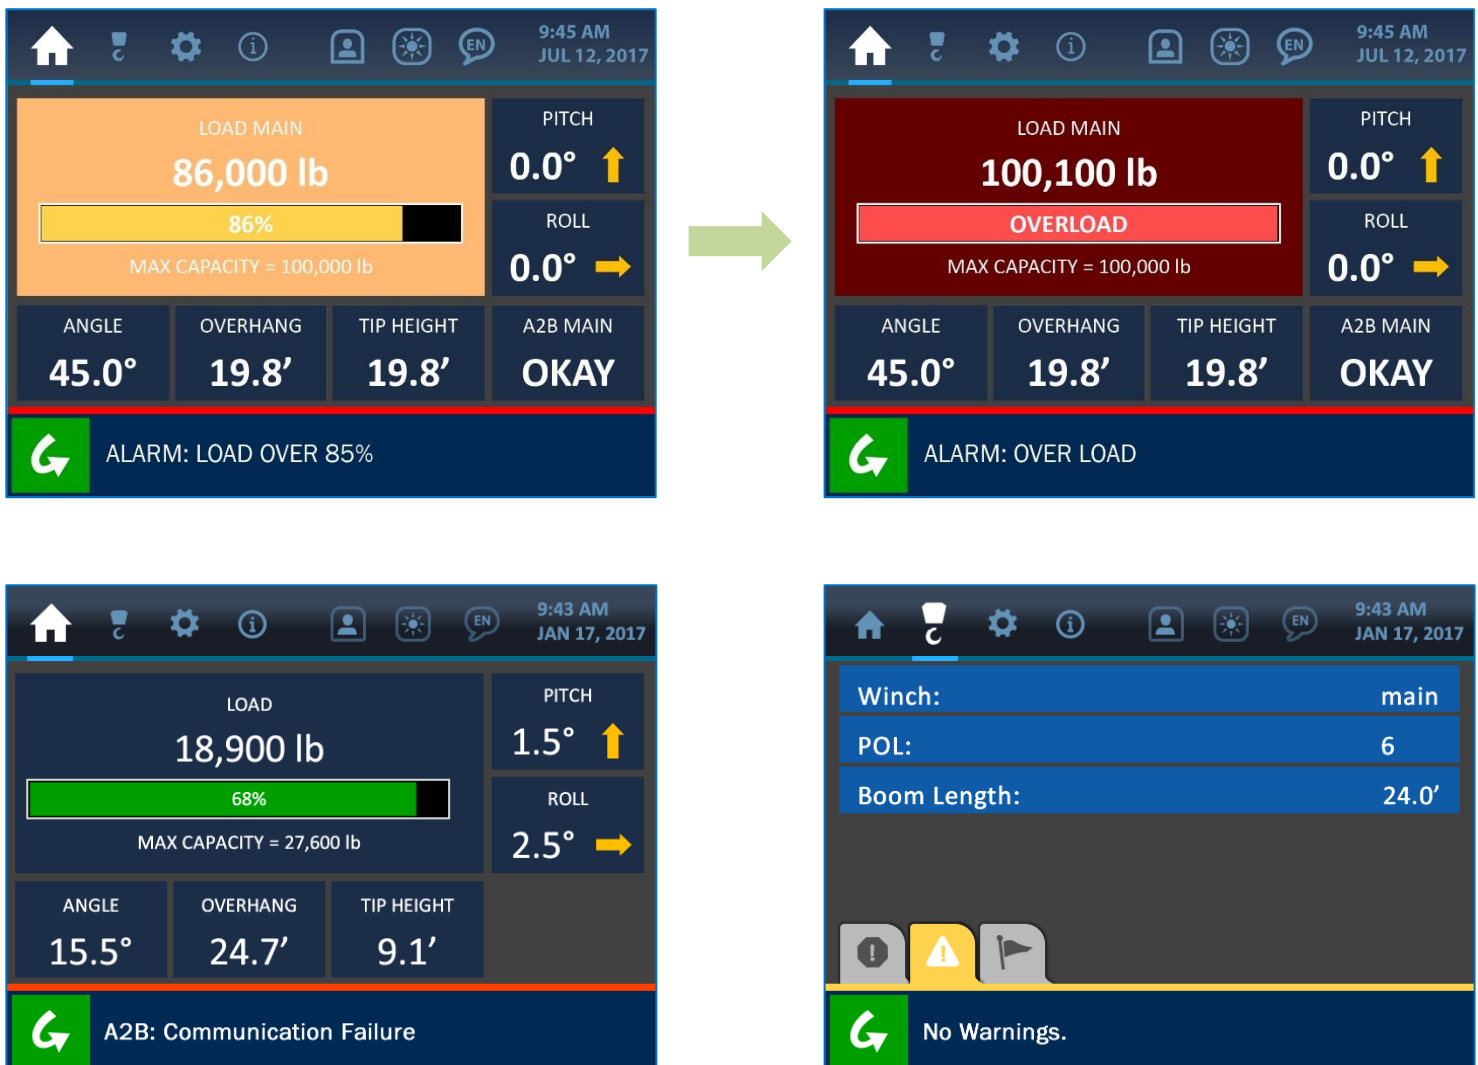 EN
9:45 AM
JUL 12, 2017
LOAD MAIN
86,000 lb
86%
MAX CAPACITY = 100,000 lb
PITCH
0.0°
ROLL
0.0°
ANGLE
45.0°
OVERHANG
19.8′
TIP HEIGHT
19.8′
A2B MAIN
OKAY
ALARM: LOAD OVER 85%
EN
9:45 AM
JUL 12, 2017
LOAD MAIN
100,100 lb
OVERLOAD
MAX CAPACITY = 100,000 lb
PITCH
0.0°
ROLL
0.0°
ANGLE
45.0°
OVERHANG
19.8′
TIP HEIGHT
19.8′
A2B MAIN
OKAY
ALARM: OVER LOAD
EN
9:43 AM
JAN 17, 2017
LOAD
18,900 lb
68%
MAX CAPACITY = 27,600 lb
PITCH
1.5°
ROLL
2.5°
ANGLE
15.5°
OVERHANG
24.7′
TIP HEIGHT
9.1′
A2B: Communication Failure
EN
9:43 AM
JAN 17, 2017
Winch: main
POL: 6
Boom Length: 24.0′
No Warnings.